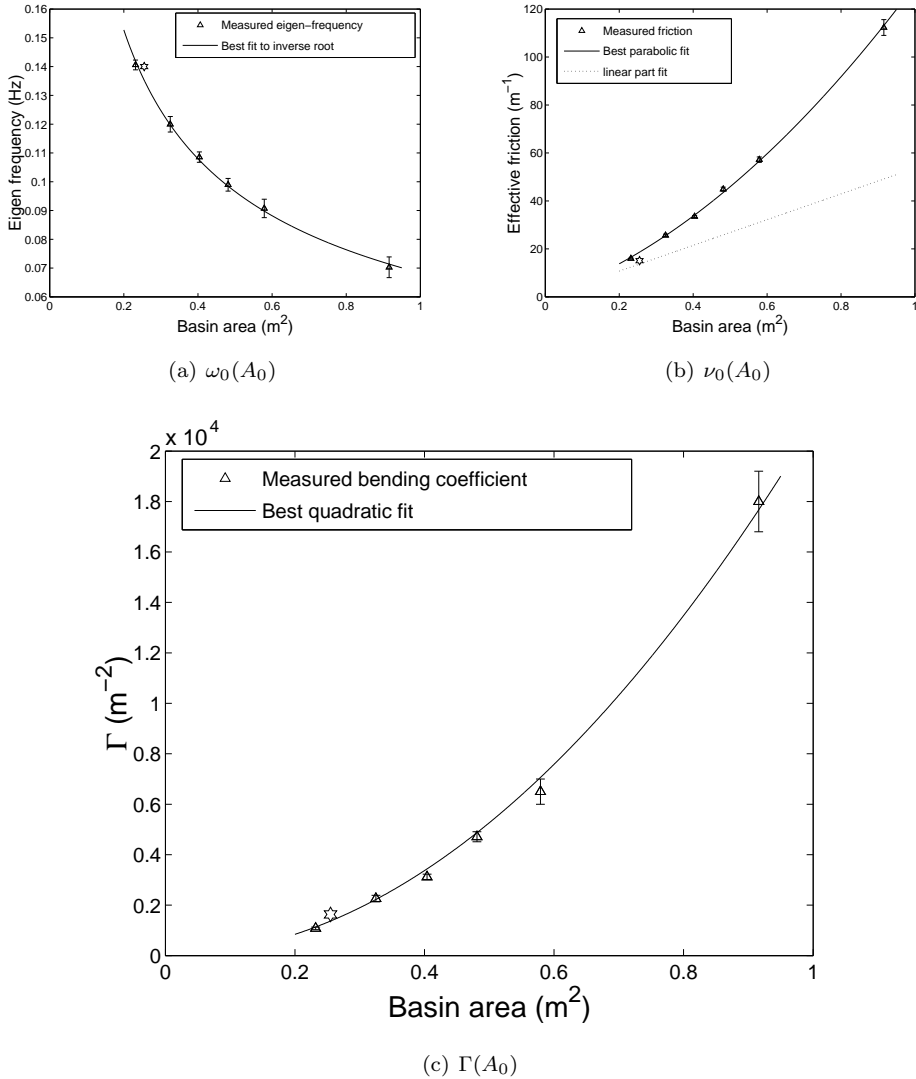 0.16
0.15
0.14
0.13
0.12
0.11
0.1
0.09
0.08
0.07
0.06
0 0.2 0.4 0.6 0.8 1
Eigen frequency (Hz)
Basin area (m²)
Measured eigen−frequency
Best fit to inverse root
(a) ω₀(A₀)
120
100
80
60
40
20
0
0 0.2 0.4 0.6 0.8 1
Effective friction (m⁻¹)
Basin area (m²)
Measured friction
Best parabolic fit
linear part fit
(b) ν₀(A₀)
x 10⁴
2
1.8
1.6
1.4
1.2
1
0.8
0.6
0.4
0.2
0
0 0.2 0.4 0.6 0.8 1
Γ (m⁻²)
Basin area (m²)
Measured bending coefficient
Best quadratic fit
(c) Γ(A₀)